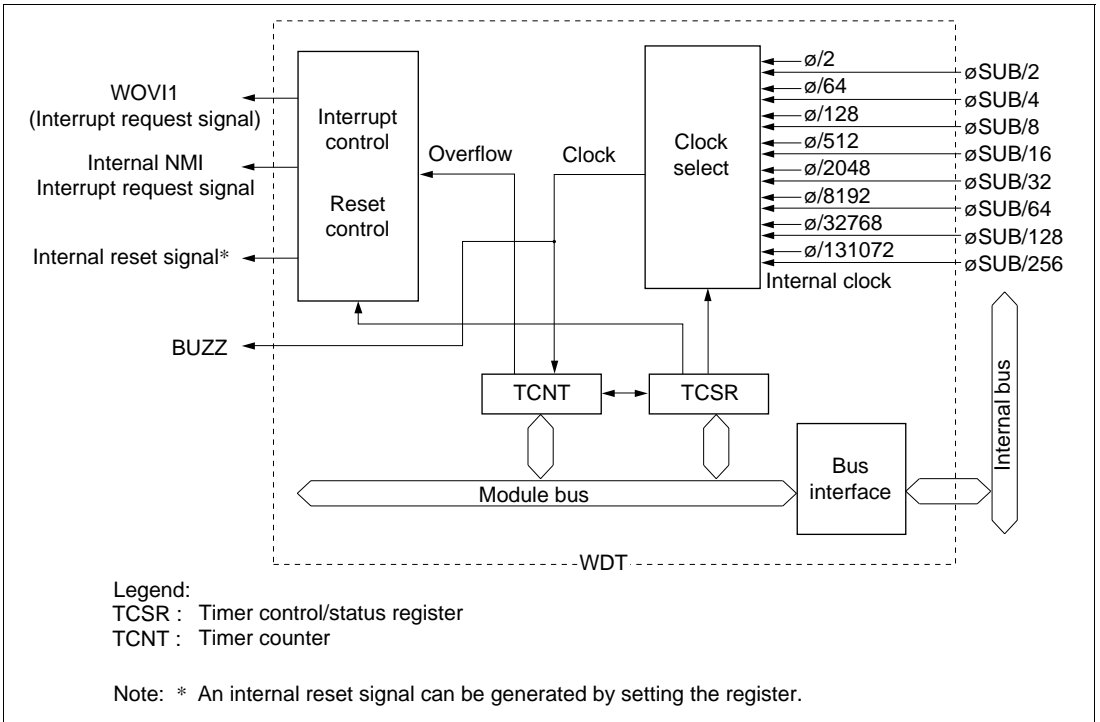 WOVI1
(Interrupt request signal)
Internal NMI
Interrupt request signal
Internal reset signal*
BUZZ
Interrupt
control
Reset
control
Overflow
Clock
Clock
select
ø/2
ø/64
ø/128
ø/512
ø/2048
ø/8192
ø/32768
ø/131072
Internal clock
øSUB/2
øSUB/4
øSUB/8
øSUB/16
øSUB/32
øSUB/64
øSUB/128
øSUB/256
TCNT
TCSR
Module bus
Bus
interface
Internal bus
WDT
Legend:
TCSR : Timer control/status register
TCNT : Timer counter
Note: * An internal reset signal can be generated by setting the register.